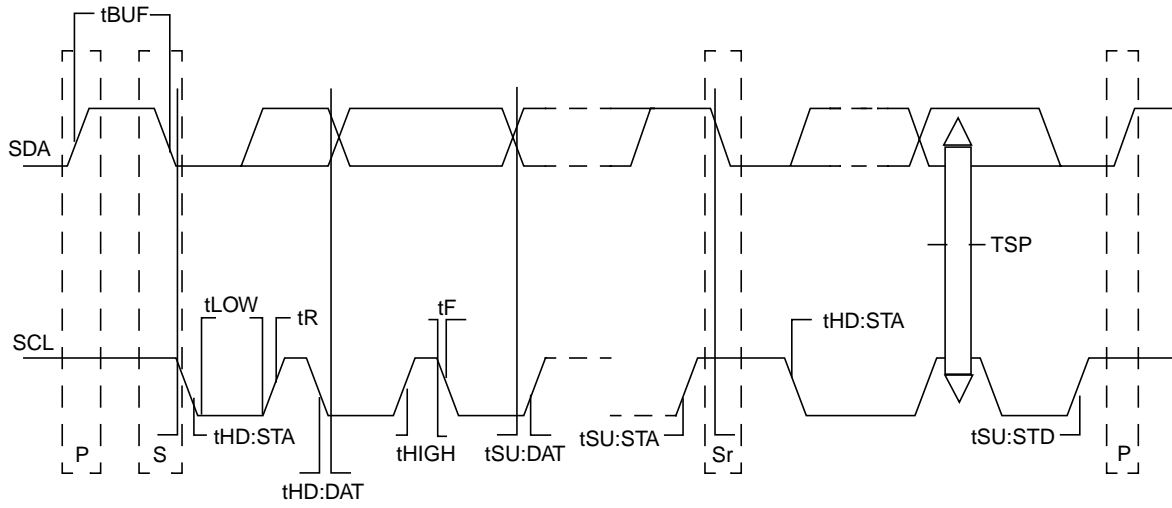 tBUF
SDA
TSP
tLOW
tR
tF
tHD:STA
SCL
P
S
tHD:STA
tHIGH
tSU:DAT
tSU:STA
Sr
tSU:STD
P
tHD:DAT